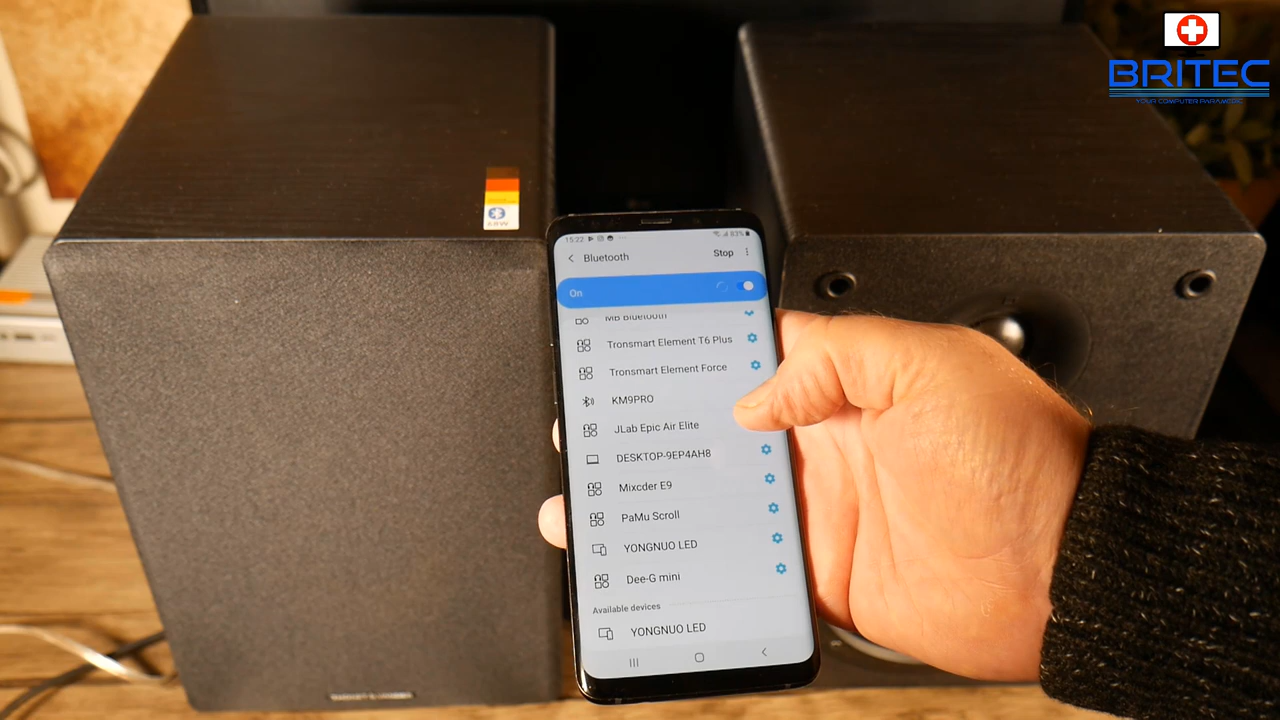 BRITEC
YOUR COMPUTER PARAMEDIC
15:22
83%
Bluetooth
Stop
On
MB Bluetooth
Tronsmart Element T6 Plus
Tronsmart Element Force
KM9PRO
JLab Epic Air Elite
DESKTOP-9EP4AH8
Mixcder E9
PaMu Scroll
YONGNUO LED
Dee-G mini
Available devices
YONGNUO LED